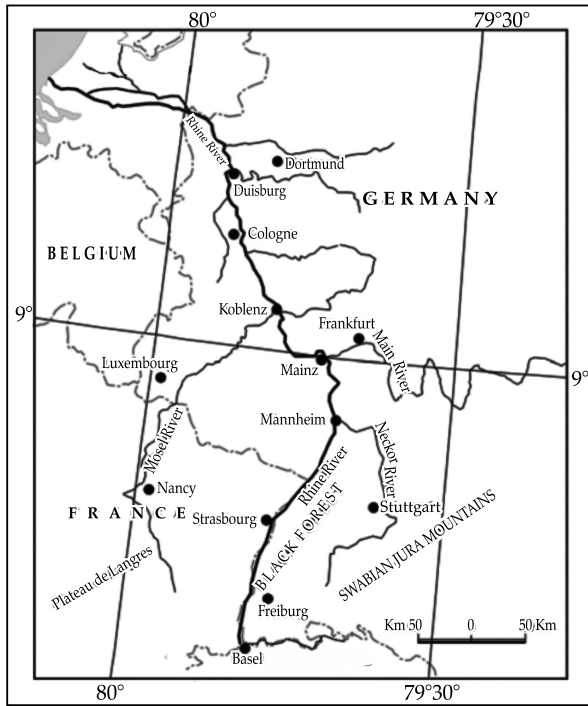 80°
79°30°
Rhine River
Dortmund
Duisburg
GERMANY
Cologne
BELGIUM
Koblenz
9°
Frankfurt
Main River
Luxembourg
Mainz
9°
Mosel River
Mannheim
Neckor River
Rhine River
Nancy
FRANCE
Strasbourg
BLACK FOREST
Stuttgart
SWABIAN JURA MOUNTAINS
Plateau de Langres
Freiburg
Km 50 0 50 Km
Basel
80°
79°30°